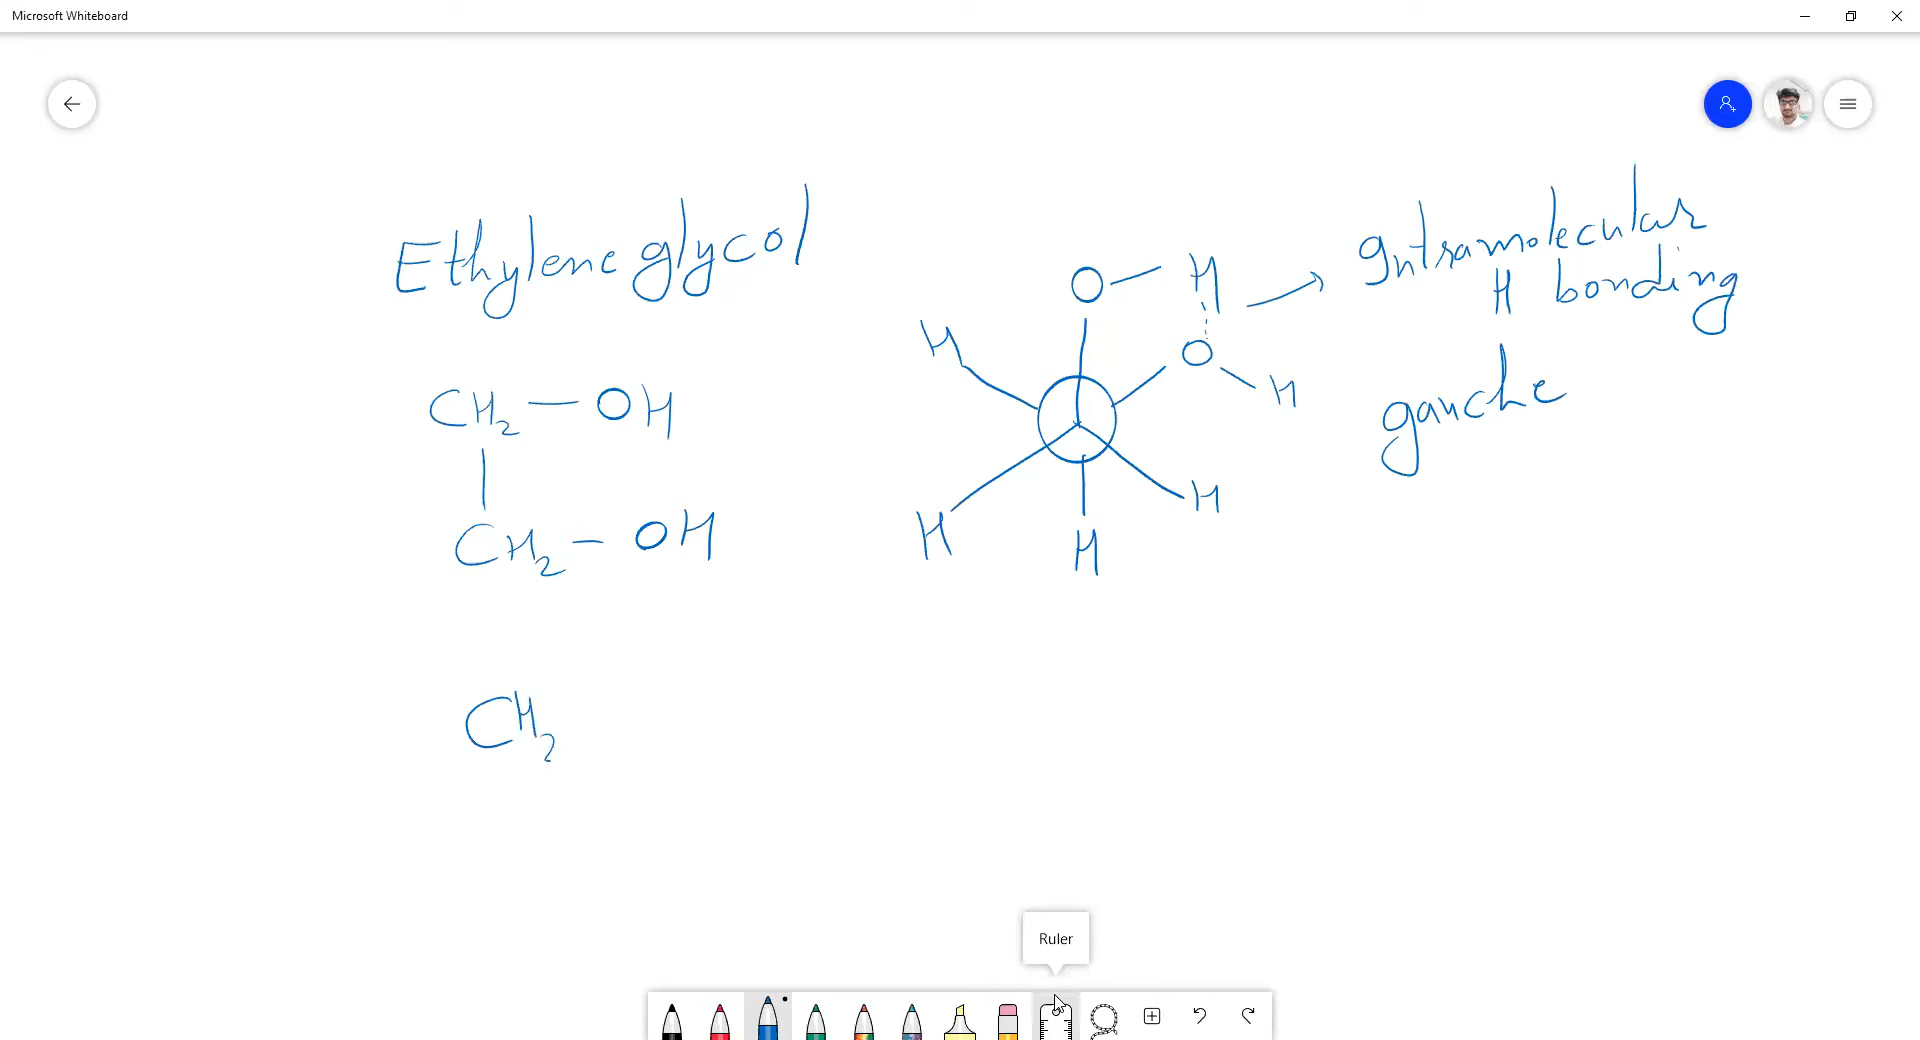 Microsoft Whiteboard
Ethylene glycol
CH2 — OH
CH2 — OH
CH2
O — H
O
H
H
H
H
H
Intramolecular
H bonding
gauche
Ruler